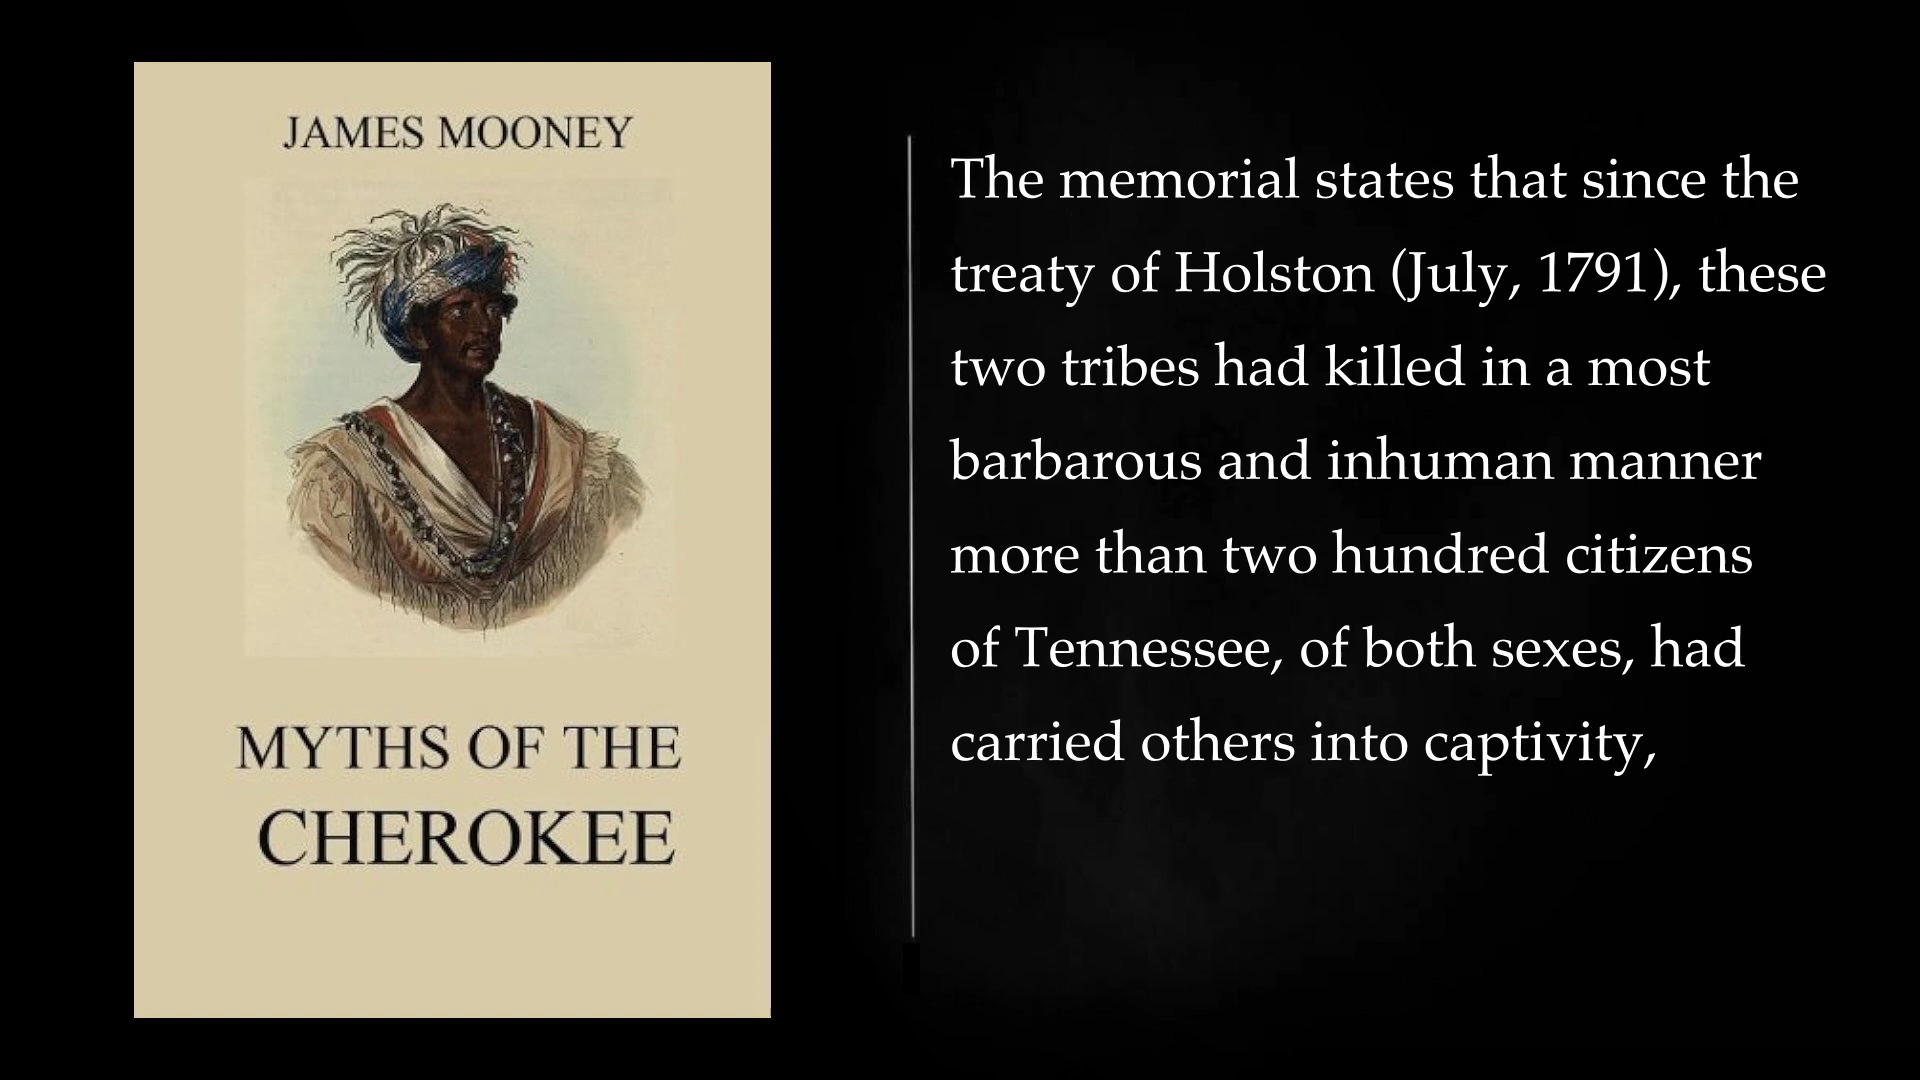 JAMES MOONEY
MYTHS OF THE
CHEROKEE
The memorial states that since the
treaty of Holston (July, 1791), these
two tribes had killed in a most
barbarous and inhuman manner
more than two hundred citizens
of Tennessee, of both sexes, had
carried others into captivity,